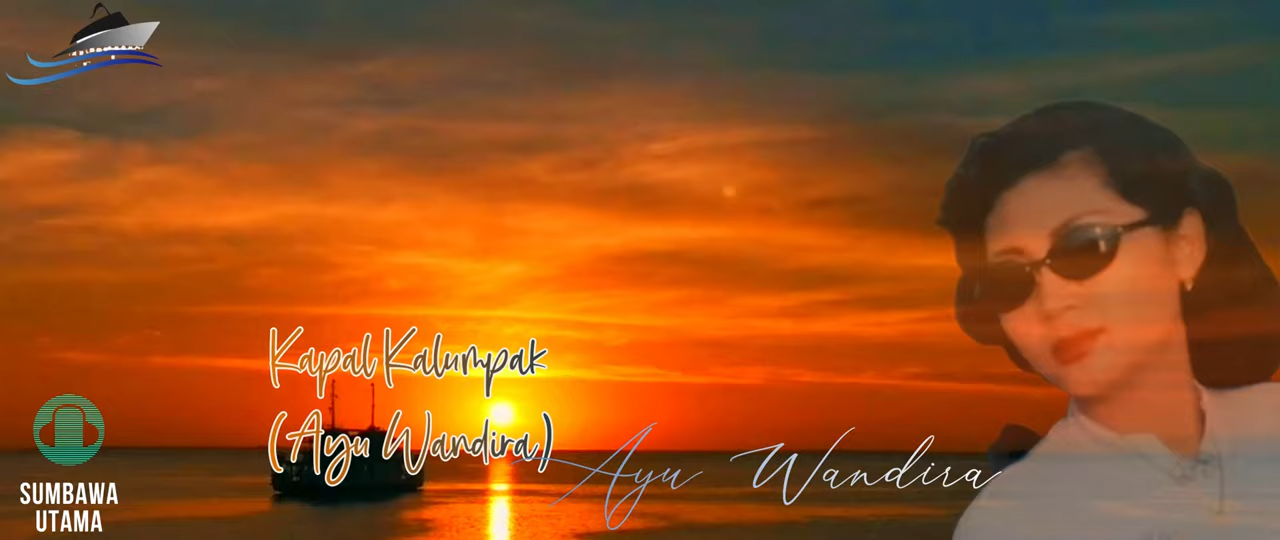 Kapal Kalumpak
(Ayu Wandira)
Ayu Wandira
SUMBAWA
UTAMA